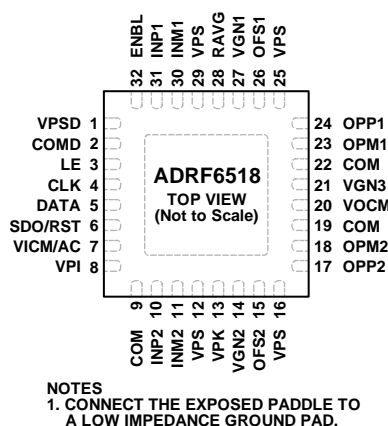 ENBL INP1 INM1 VPS RAVG VGN1 OFS1 VPS
32 31 30 29 28 27 26 25
VPSD 1
COMD 2
LE 3
CLK 4
DATA 5
SDO/RST 6
VICM/AC 7
VPI 8
ADRF6518
TOP VIEW
(Not to Scale)
24 OPP1
23 OPM1
22 COM
21 VGN3
20 VOCM
19 COM
18 OPM2
17 OPP2
9 10 11 12 13 14 15 16
COM INP2 INM2 VPS VPK VGN2 OFS2 VPS
NOTES
1. CONNECT THE EXPOSED PADDLE TO
A LOW IMPEDANCE GROUND PAD.